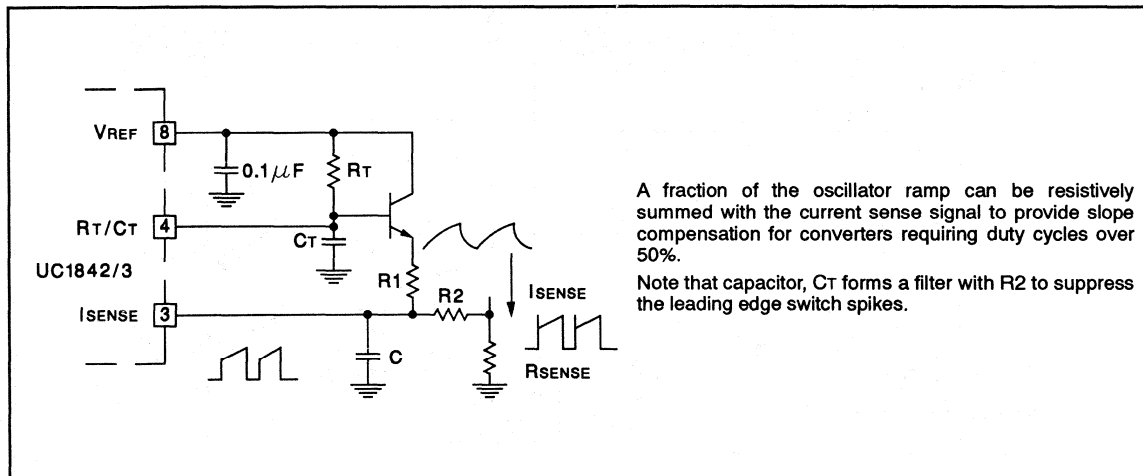 VREF 8
0.1 μF
RT
RT/CT 4
CT
UC1842/3
R1
R2
ISENSE
ISENSE 3
C
RSENSE
A fraction of the oscillator ramp can be resistively
summed with the current sense signal to provide slope
compensation for converters requiring duty cycles over
50%.
Note that capacitor, CT forms a filter with R2 to suppress
the leading edge switch spikes.